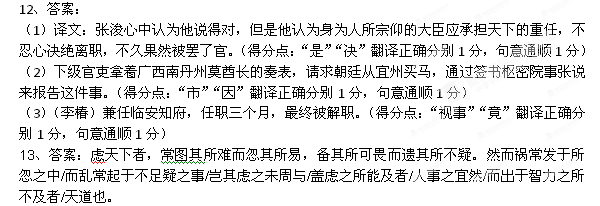 12、答案：
（1）译文：张浚心中认为他说得对，但是他认为身为人所宗仰的大臣应承担天下的重任，不
忍心决绝离职，不久果然被罢了官。（得分点：“是”“决”翻译正确分别 1 分，句意通顺 1 分）
（2）下级官吏拿着广西南丹州莫酋长的奏表，请求朝廷从宜州买马，通过签书枢密院事张说
来报告这件事。（得分点：“市”“因”翻译正确分别 1 分，句意通顺 1 分）
（3）（李椿）兼任临安知府，任职三个月，最终被解职。（得分点：“视事”“竟”翻译正确分
别 1 分，句意通顺 1 分）
13、答案：虑天下者，常图其所难而忽其所易，备其所可畏而遗其所不疑。然而祸常发于所
忽之中/而乱常起于不足疑之事/岂其虑之未周与/盖虑之所能及者/人事之宜然/而出于智力之所
不及者/天道也。